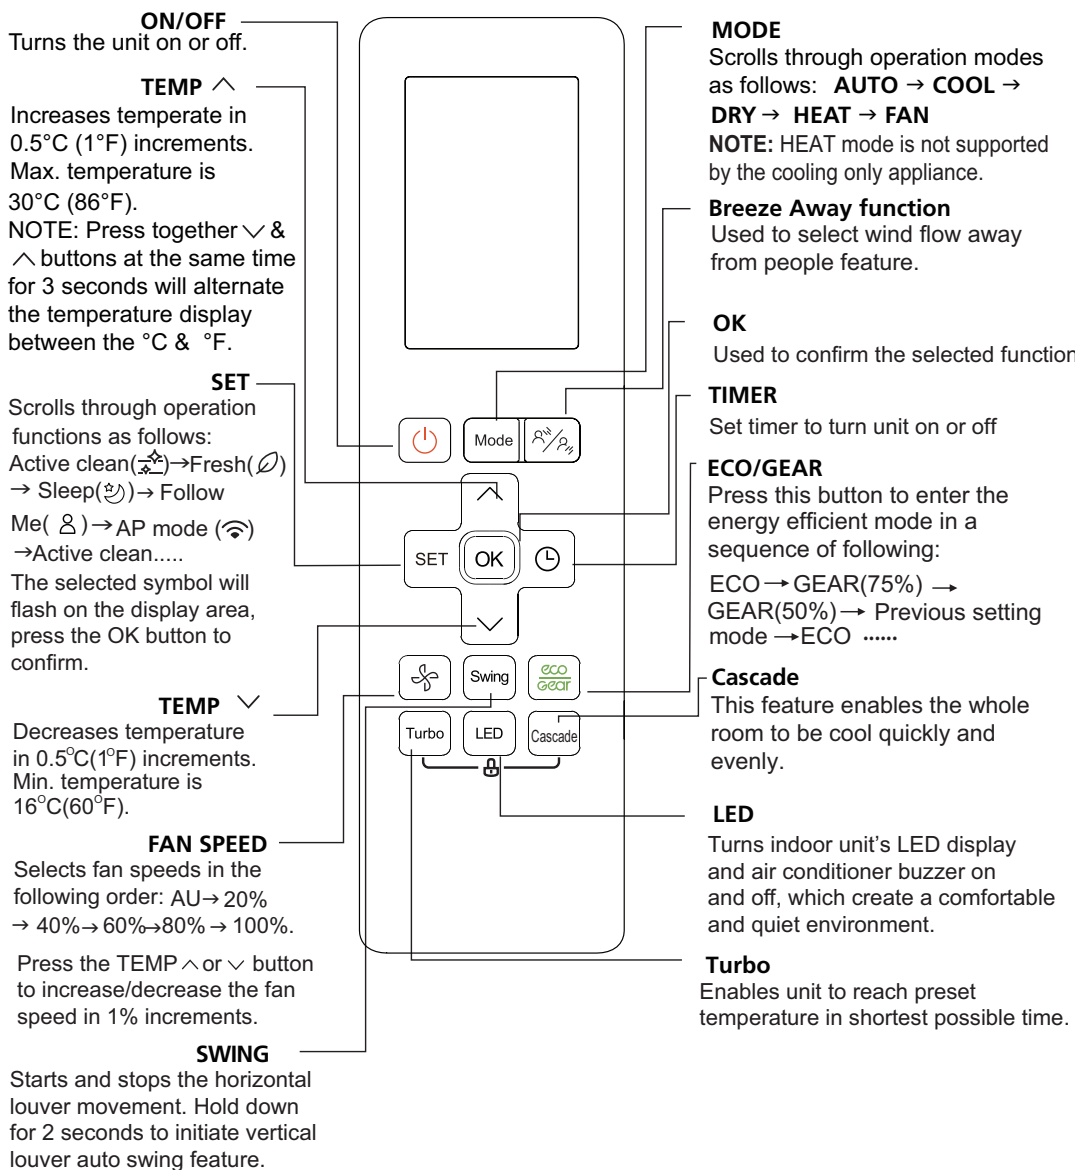 ON/OFF
Turns the unit on or off.
TEMP ︿
Increases temperate in
0.5°C (1°F) increments.
Max. temperature is
30°C (86°F).
NOTE: Press together ﹀ &
︿ buttons at the same time
for 3 seconds will alternate
the temperature display
between the °C & °F.
SET
Scrolls through operation
functions as follows:
Active clean( )→Fresh( )
→ Sleep( )→ Follow
Me( )→AP mode ( )
→Active clean.....
The selected symbol will
flash on the display area,
press the OK button to
confirm.
TEMP ﹀
Decreases temperature
in 0.5°C(1°F) increments.
Min. temperature is
16°C(60°F).
FAN SPEED
Selects fan speeds in the
following order: AU→ 20%
→ 40%→ 60%→80% → 100%.
Press the TEMP ︿ or ﹀ button
to increase/decrease the fan
speed in 1% increments.
SWING
Starts and stops the horizontal
louver movement. Hold down
for 2 seconds to initiate vertical
louver auto swing feature.
Mode
SET
OK
Swing
eco
Gear
Turbo
LED
Cascade
MODE
Scrolls through operation modes
as follows: AUTO → COOL →
DRY → HEAT → FAN
NOTE: HEAT mode is not supported
by the cooling only appliance.
Breeze Away function
Used to select wind flow away
from people feature.
OK
Used to confirm the selected function
TIMER
Set timer to turn unit on or off
ECO/GEAR
Press this button to enter the
energy efficient mode in a
sequence of following:
ECO → GEAR(75%) →
GEAR(50%)→ Previous setting
mode →ECO ······
Cascade
This feature enables the whole
room to be cool quickly and
evenly.
LED
Turns indoor unit's LED display
and air conditioner buzzer on
and off, which create a comfortable
and quiet environment.
Turbo
Enables unit to reach preset
temperature in shortest possible time.